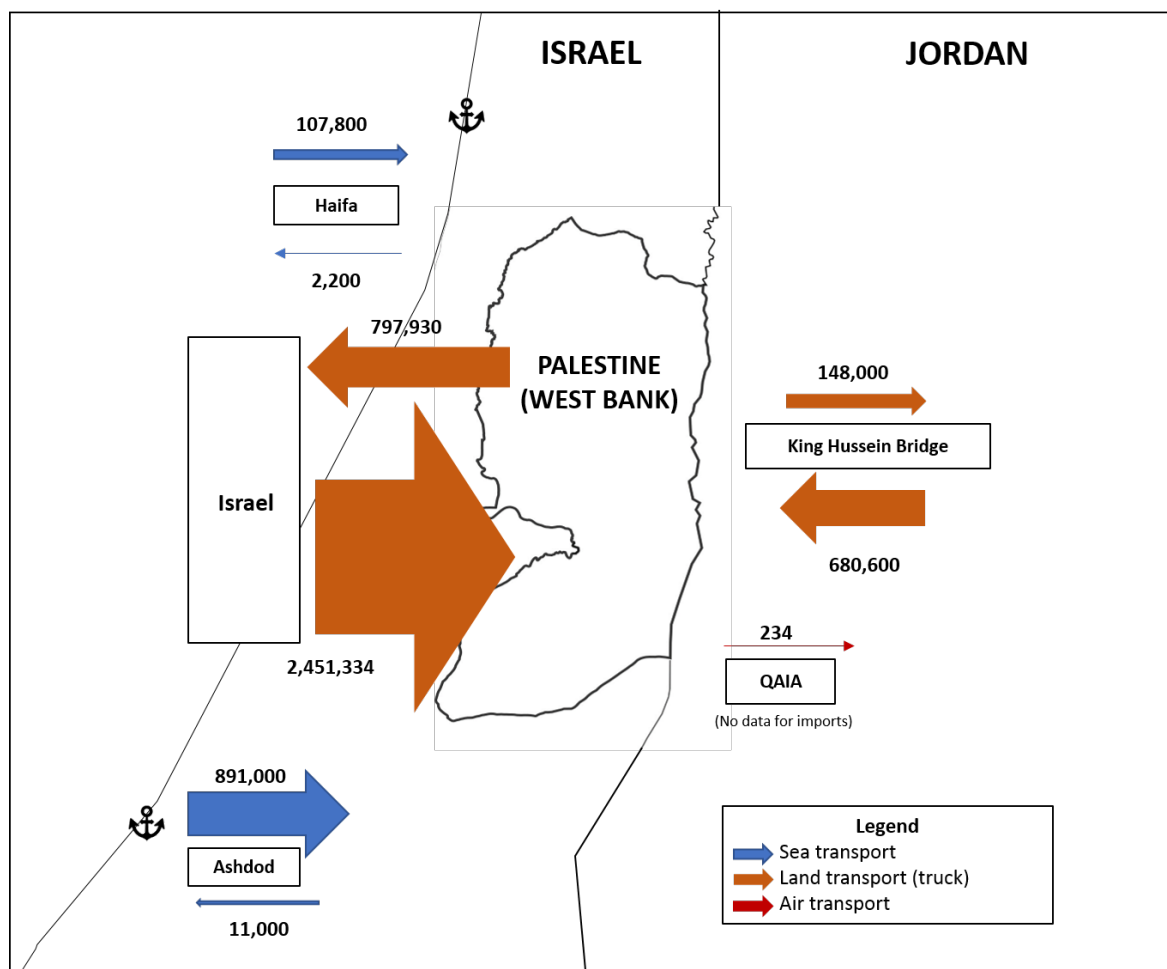 ISRAEL
JORDAN
107,800
Haifa
2,200
797,930
PALESTINE
(WEST BANK)
148,000
King Hussein Bridge
680,600
Israel
2,451,334
234
QAIA
(No data for imports)
891,000
Ashdod
11,000
Legend
Sea transport
Land transport (truck)
Air transport